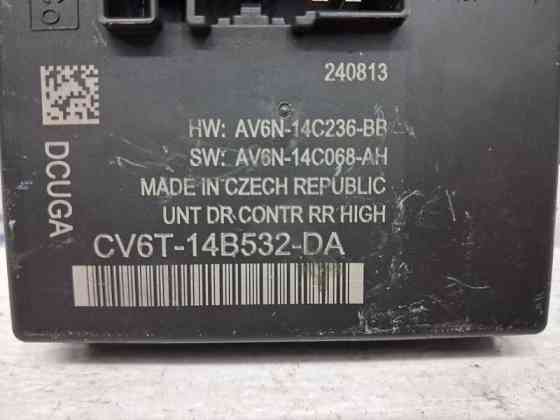 240813
HW: AV6N-14C236-BB
SW: AV6N-14C068-AH
MADE IN CZECH REPUBLIC
UNT DR CONTR RR HIGH
CV6T-14B532-DA
DCUGA